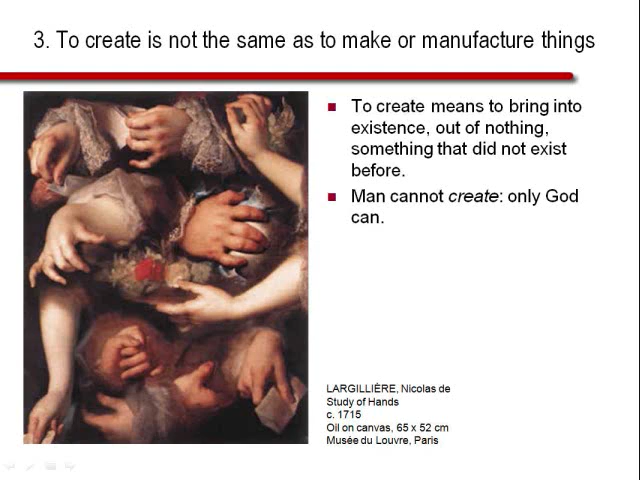 3. To create is not the same as to make or manufacture things
To create means to bring into
existence, out of nothing,
something that did not exist
before.
Man cannot create: only God
can.
LARGILLIÈRE, Nicolas de
Study of Hands
c. 1715
Oil on canvas, 65 x 52 cm
Musée du Louvre, Paris